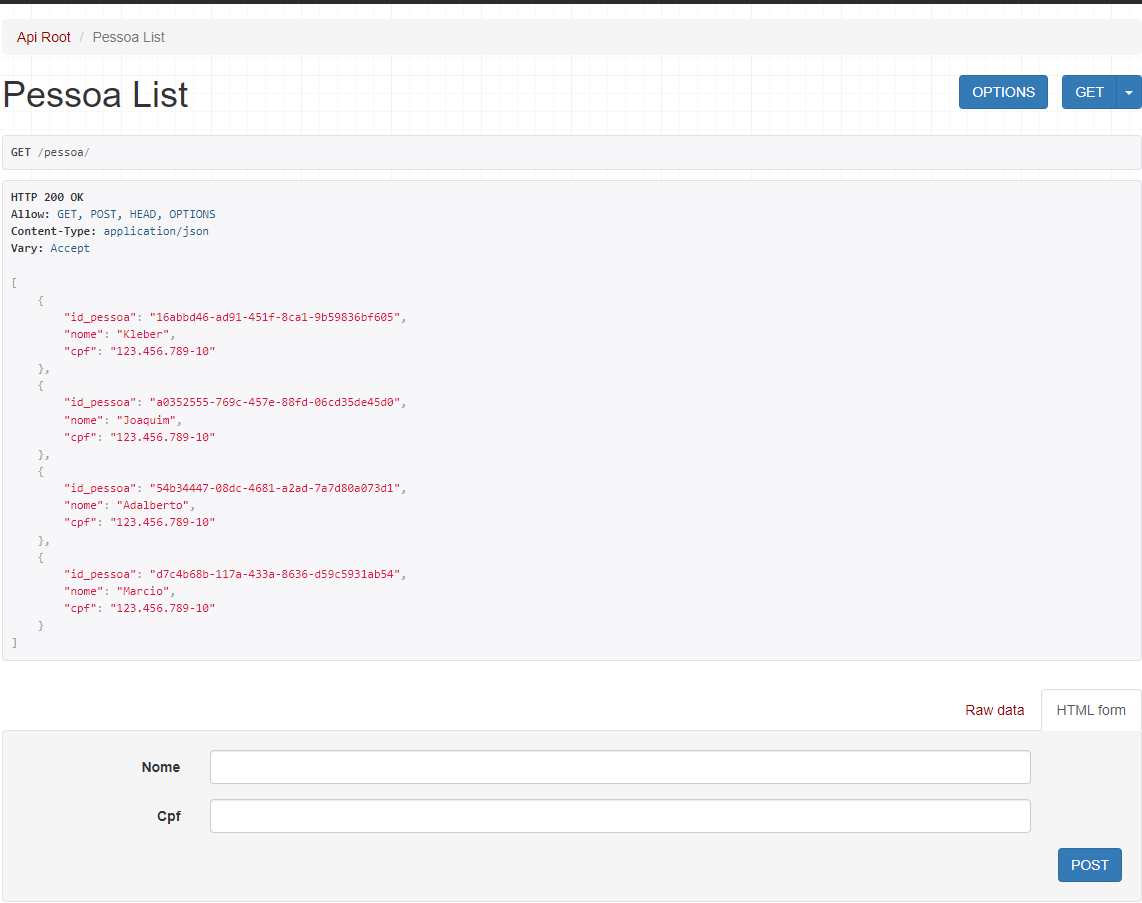 Api Root / Pessoa List
Pessoa List
OPTIONS
GET
GET /pessoa/
HTTP 200 OK
Allow: GET, POST, HEAD, OPTIONS
Content-Type: application/json
Vary: Accept
[
{
"id_pessoa": "16abbd46-ad91-451f-8ca1-9b59836bf605",
"nome": "Kleber",
"cpf": "123.456.789-10"
},
{
"id_pessoa": "a0352555-769c-457e-88fd-06cd35de45d0",
"nome": "Joaquim",
"cpf": "123.456.789-10"
},
{
"id_pessoa": "54b34447-08dc-4681-a2ad-7a7d80a073d1",
"nome": "Adalberto",
"cpf": "123.456.789-10"
},
{
"id_pessoa": "d7c4b68b-117a-433a-8636-d59c5931ab54",
"nome": "Marcio",
"cpf": "123.456.789-10"
}
]
Raw data
HTML form
Nome
Cpf
POST